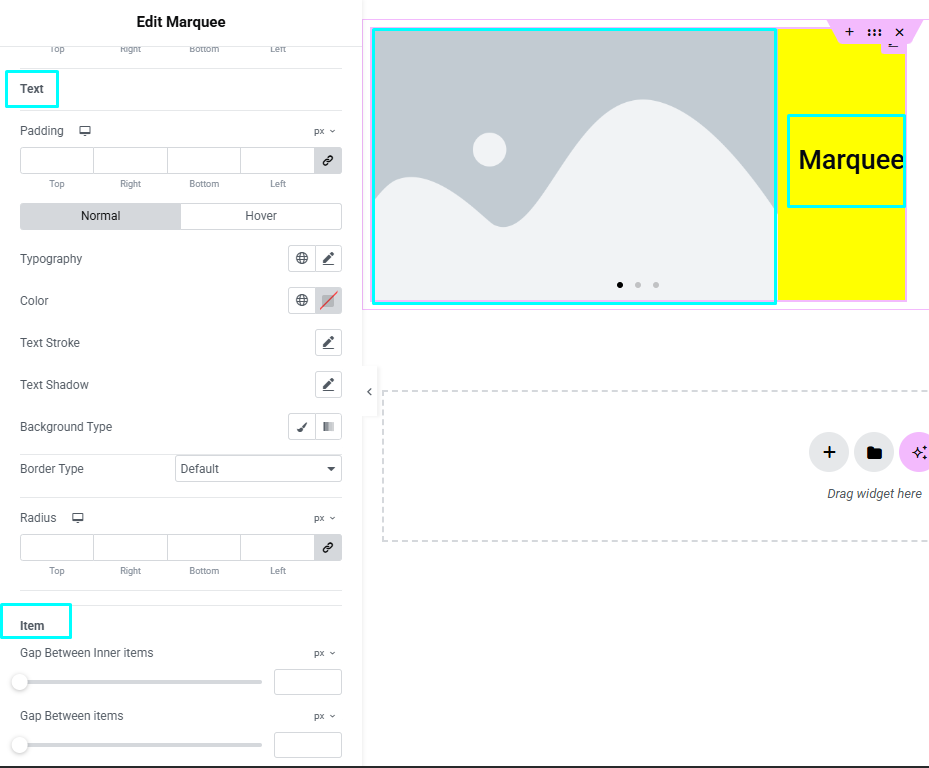 Edit Marquee
Top Right Bottom Left
Text
Padding px
Top Right Bottom Left
Normal Hover
Typography
Color
Text Stroke
Text Shadow
Background Type
Border Type Default
Radius px
Top Right Bottom Left
Item
Gap Between Inner items px
Gap Between items px
Marquee
Drag widget here